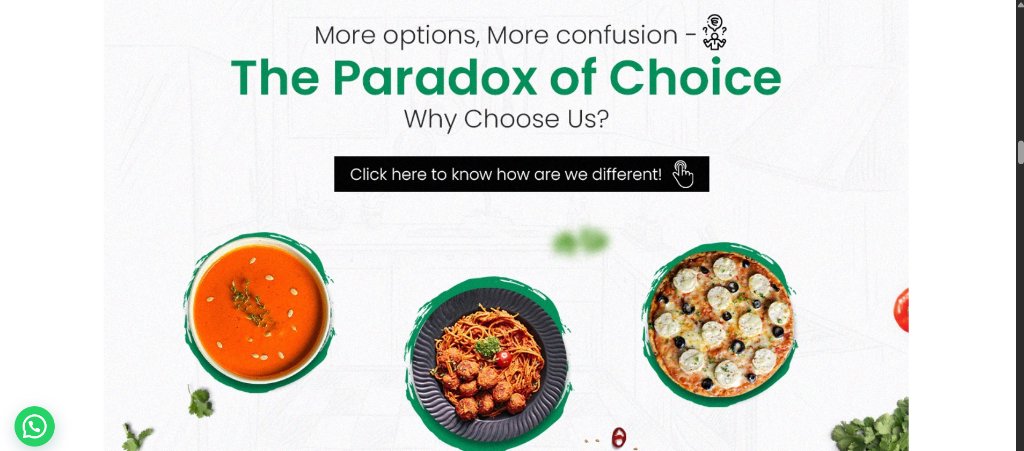 More options, More confusion -
The Paradox of Choice
Why Choose Us?
Click here to know how are we different!